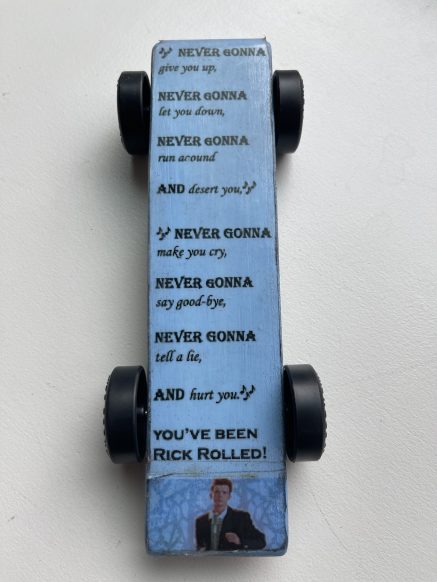 🎶 NEVER GONNA
give you up,
NEVER GONNA
let you down,
NEVER GONNA
run around
AND desert you,🎶
🎶 NEVER GONNA
make you cry,
NEVER GONNA
say good-bye,
NEVER GONNA
tell a lie,
AND hurt you.🎶
YOU'VE BEEN
RICK ROLLED!